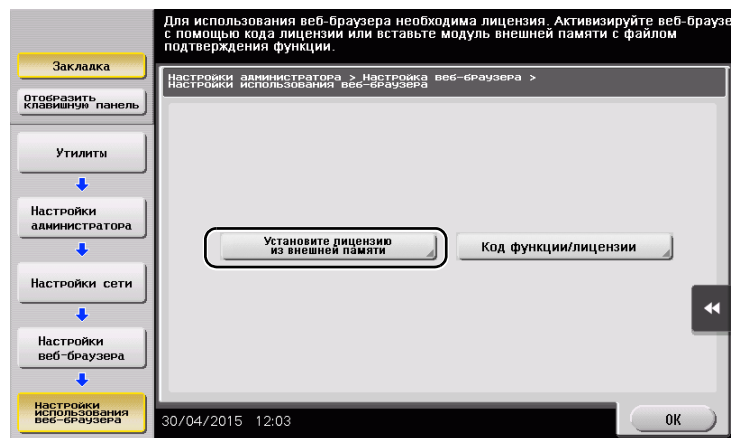 Для использования веб-браузера необходима лицензия. Активизируйте веб-браузе
с помощью кода лицензии или вставьте модуль внешней памяти с файлом
подтверждения функции.
Закладка
Отобразить
клавишную панель
Настройки администратора > Настройка веб-браузера >
Настройки использования веб-браузера
Утилиты
Настройки
администратора
Установите лицензию
из внешней памяти
Код функции/лицензии
Настройки сети
Настройки
веб-браузера
Настройки
использования
веб-браузера
30/04/2015 12:03
OK